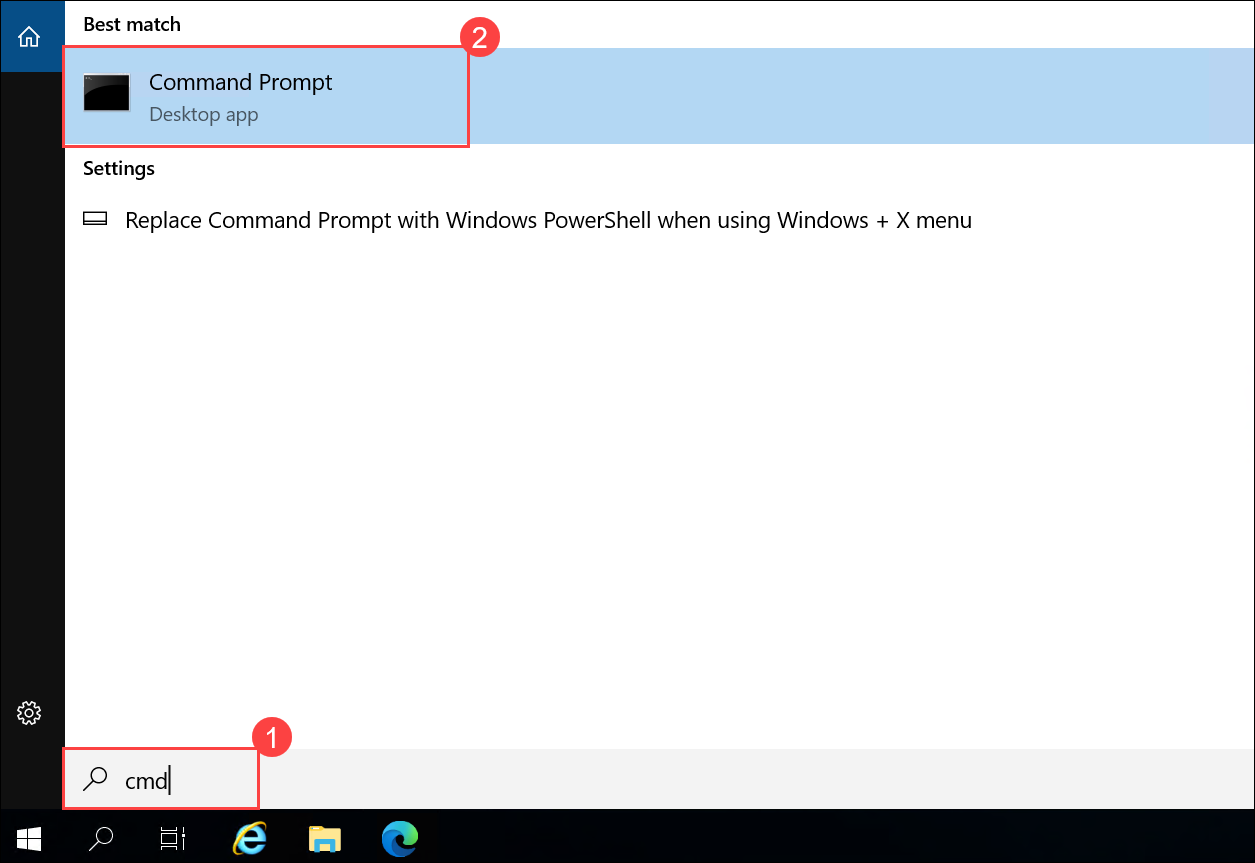 Best match
2
Command Prompt
Desktop app
Settings
Replace Command Prompt with Windows PowerShell when using Windows + X menu
1
cmd